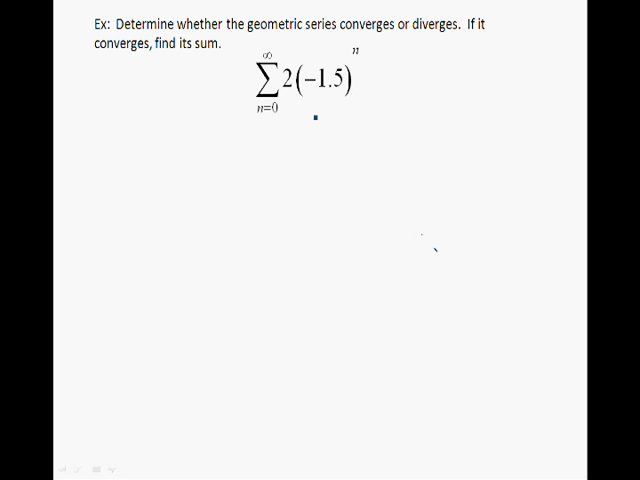 Ex:  Determine whether the geometric series converges or diverges.  If it
converges, find its sum.
∞
∑ 2(−1.5)ⁿ
n=0